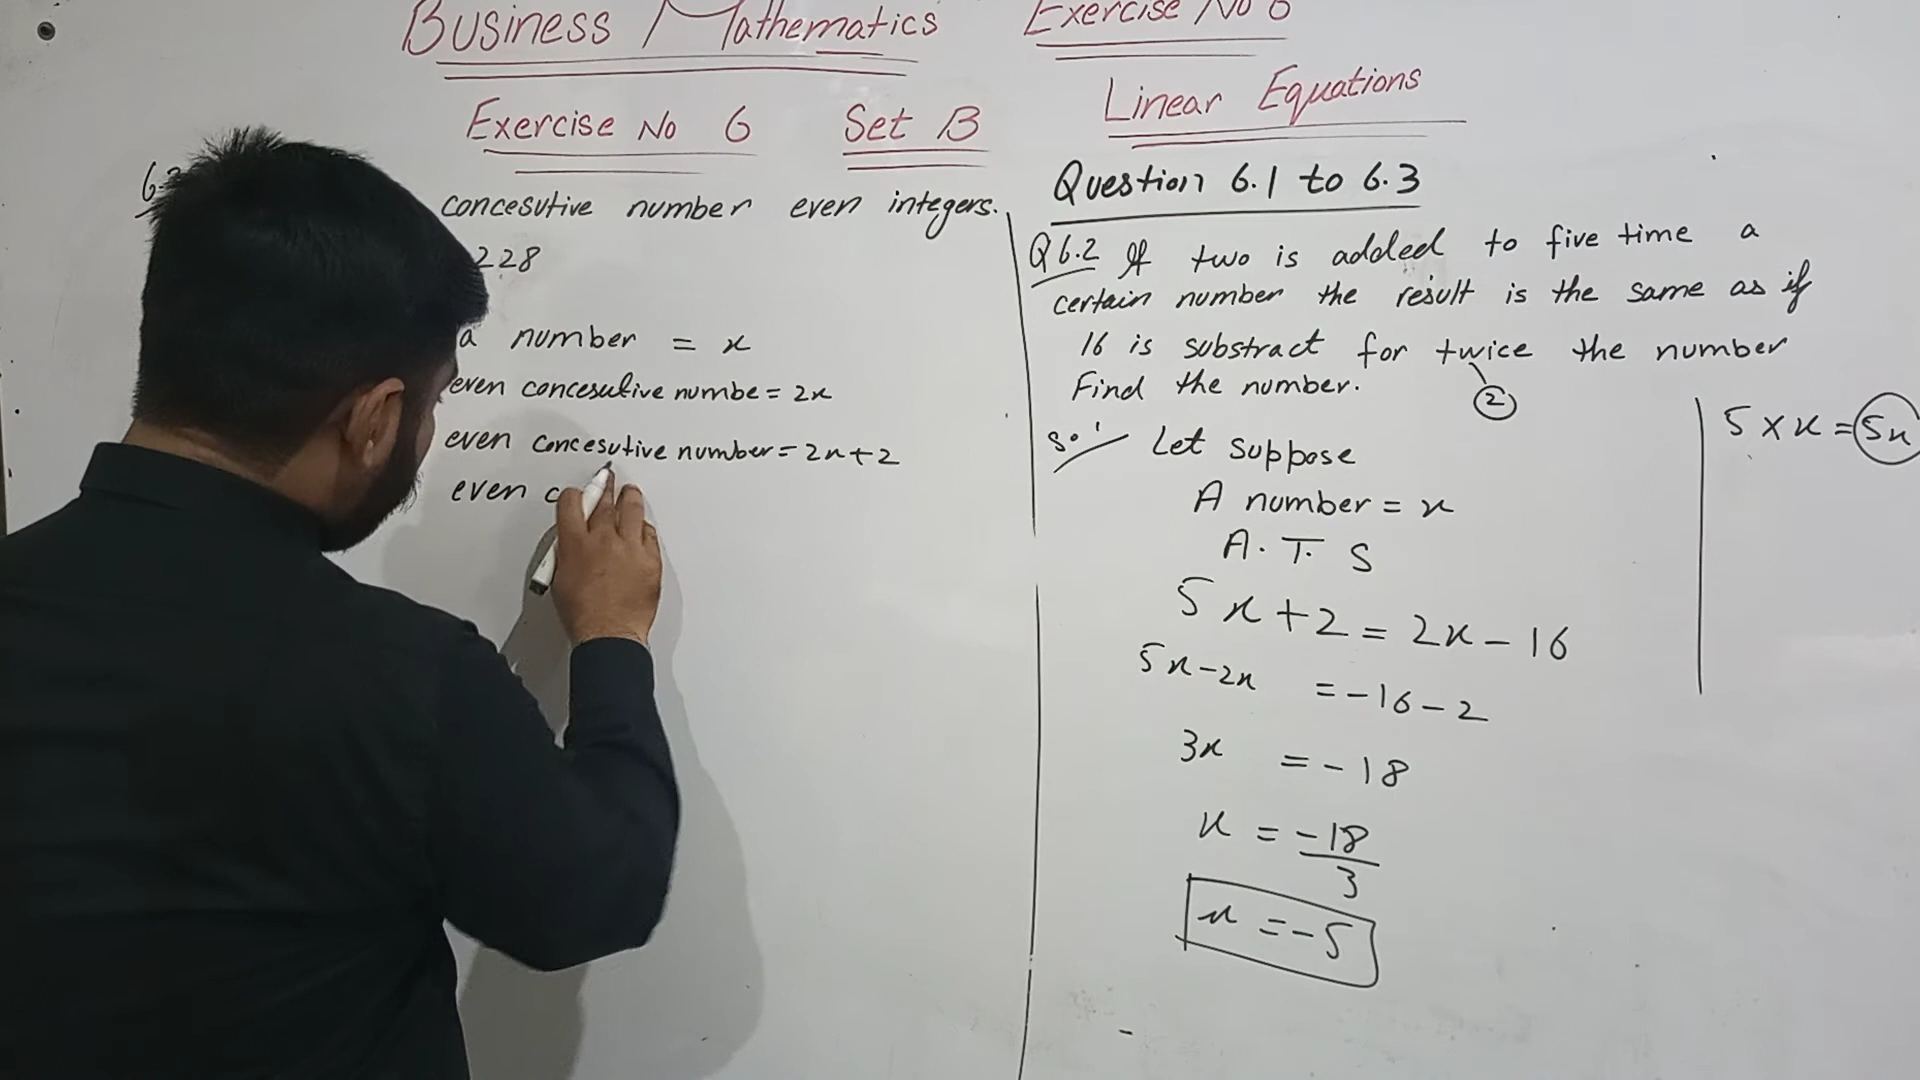 Business Mathematics
Exercise No 6
Exercise No 6 Set B
Linear Equations
concesutive number even integers.
228
a number = x
even concesutive numbe = 2x
even concesutive number = 2x+2
even c
Question 6.1 to 6.3
Q 6.2 If two is added to five time a
certain number the result is the same as if
16 is substract for twice the number
2
Find the number.
Sol Let suppose
A number = x
A. T. S
5x+2 = 2x-16
5x-2x = -16-2
3x = -18
x = -18
3
x = -5
5 × x = 5x